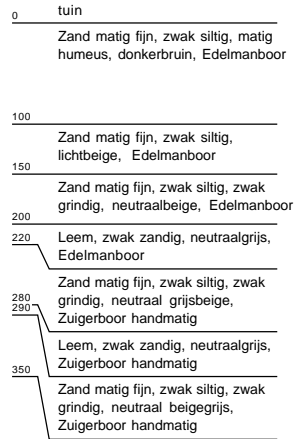 0
tuin
Zand matig fijn, zwak siltig, matig
humeus, donkerbruin, Edelmanboor
100
Zand matig fijn, zwak siltig,
lichtbeige, Edelmanboor
150
Zand matig fijn, zwak siltig, zwak
grindig, neutraalbeige, Edelmanboor
200
220
Leem, zwak zandig, neutraalgrijs,
Edelmanboor
Zand matig fijn, zwak siltig, zwak
grindig, neutraal grijsbeige,
Zuigerboor handmatig
280
290
Leem, zwak zandig, neutraalgrijs,
Zuigerboor handmatig
350
Zand matig fijn, zwak siltig, zwak
grindig, neutraal beigegrijs,
Zuigerboor handmatig